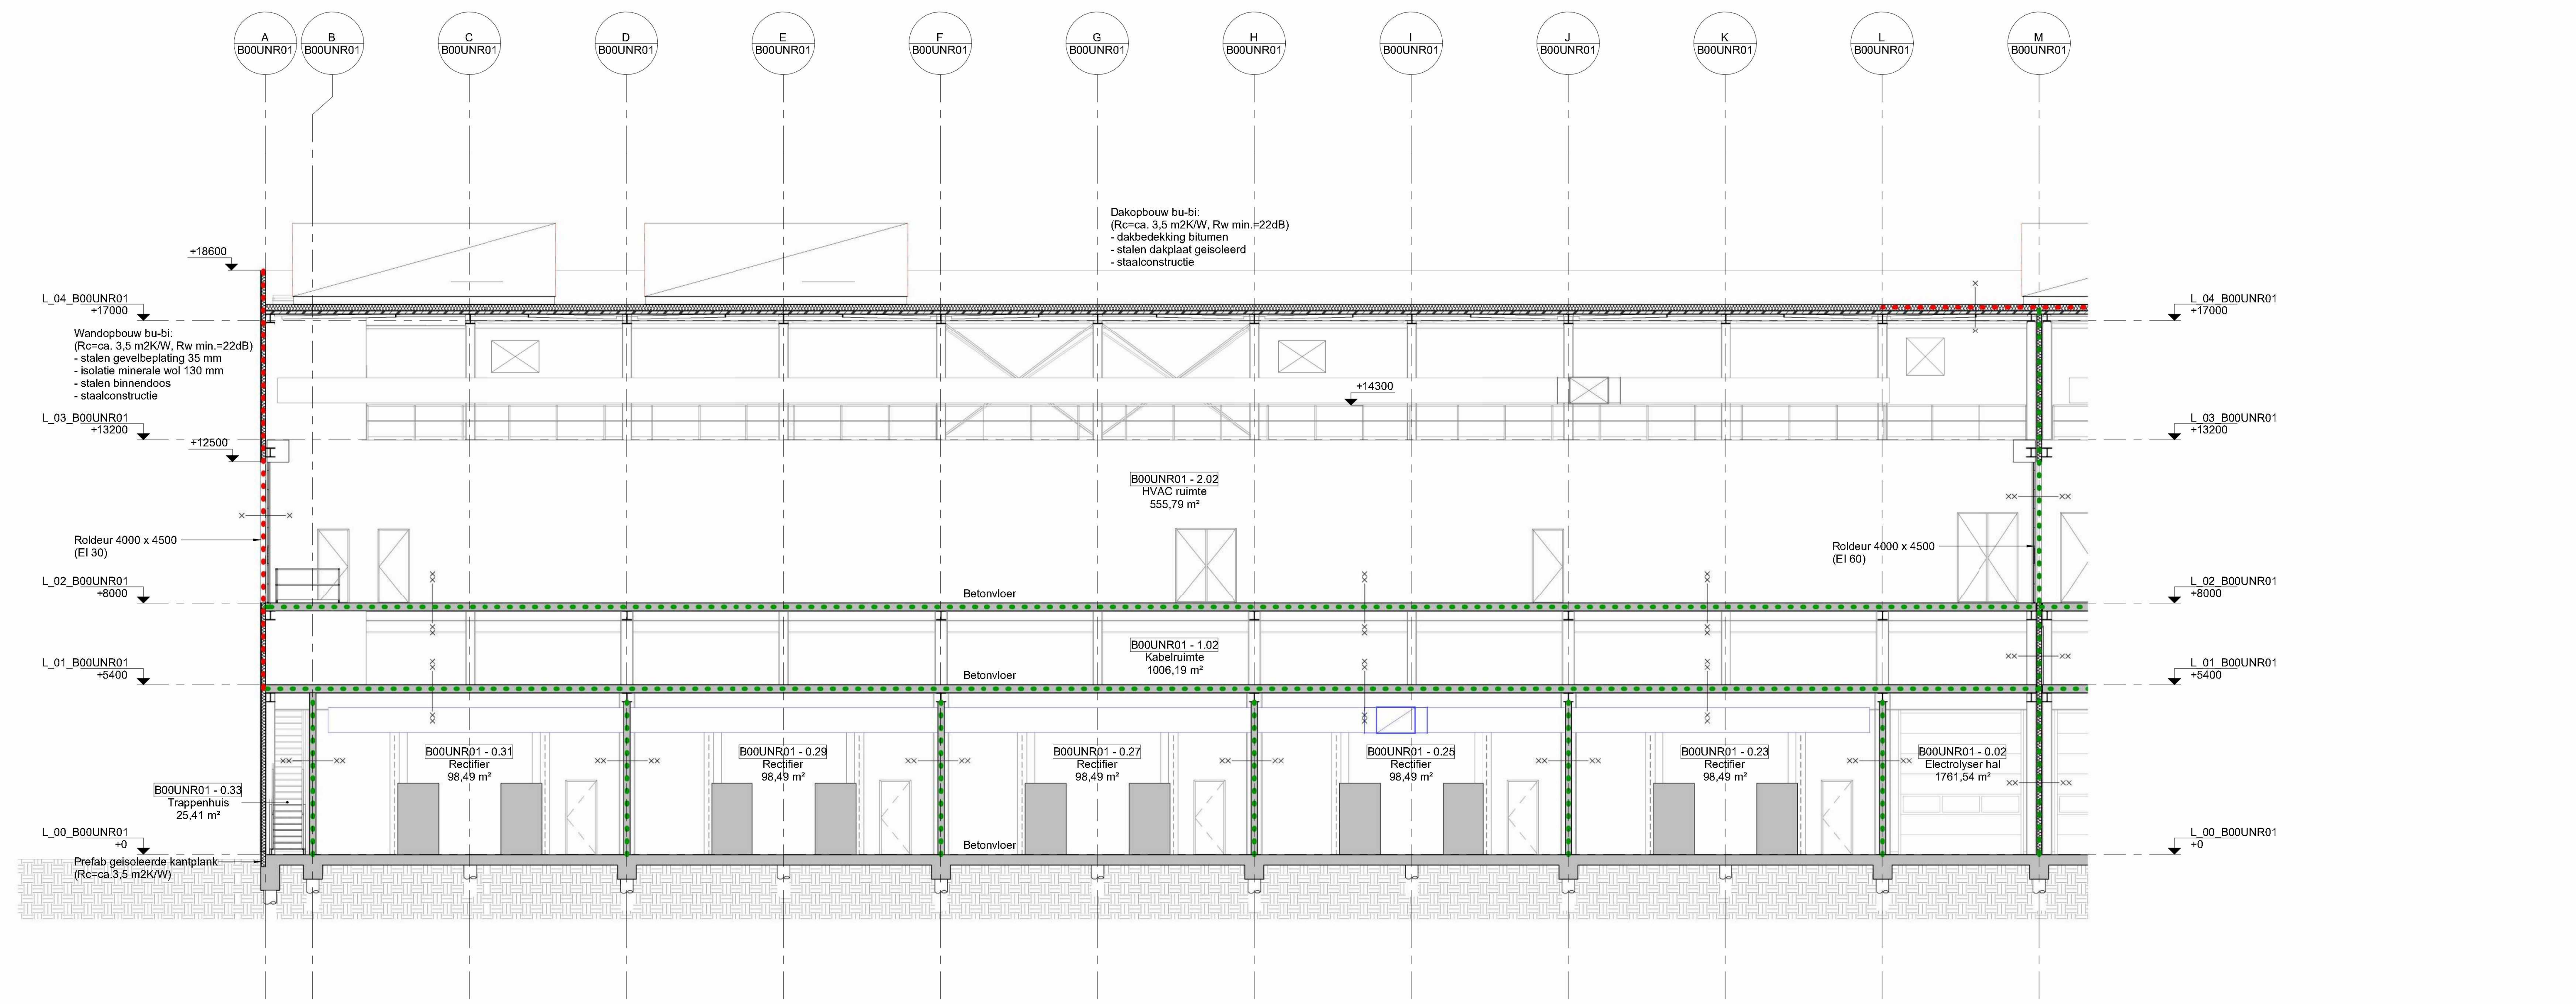 A
B00UNR01
B
B00UNR01
C
B00UNR01
D
B00UNR01
E
B00UNR01
F
B00UNR01
G
B00UNR01
H
B00UNR01
I
B00UNR01
J
B00UNR01
K
B00UNR01
L
B00UNR01
M
B00UNR01
Dakopbouw bu-bi:
(Rc=ca. 3,5 m2K/W, Rw min.=22dB)
- dakbedekking bitumen
- stalen dakplaat geisoleerd
- staalconstructie
+18600
L_04_B00UNR01
+17000
L_04_B00UNR01
+17000
Wandopbouw bu-bi:
(Rc=ca. 3,5 m2K/W, Rw min.=22dB)
- stalen gevelbeplating 35 mm
- isolatie minerale wol 130 mm
- stalen binnendoos
- staalconstructie
+14300
L_03_B00UNR01
+13200
L_03_B00UNR01
+13200
+12500
B00UNR01 - 2.02
HVAC ruimte
555,79 m²
Roldeur 4000 x 4500
(EI 30)
Roldeur 4000 x 4500
(EI 60)
L_02_B00UNR01
+8000
Betonvloer
L_02_B00UNR01
+8000
B00UNR01 - 1.02
Kabelruimte
1006,19 m²
L_01_B00UNR01
+5400
Betonvloer
L_01_B00UNR01
+5400
B00UNR01 - 0.31
Rectifier
98,49 m²
B00UNR01 - 0.29
Rectifier
98,49 m²
B00UNR01 - 0.27
Rectifier
98,49 m²
B00UNR01 - 0.25
Rectifier
98,49 m²
B00UNR01 - 0.23
Rectifier
98,49 m²
B00UNR01 - 0.02
Electrolyser hal
1761,54 m²
B00UNR01 - 0.33
Trappenhuis
25,41 m²
L_00_B00UNR01
+0
Betonvloer
L_00_B00UNR01
+0
Prefab geisoleerde kantplank
(Rc=ca.3,5 m2K/W)